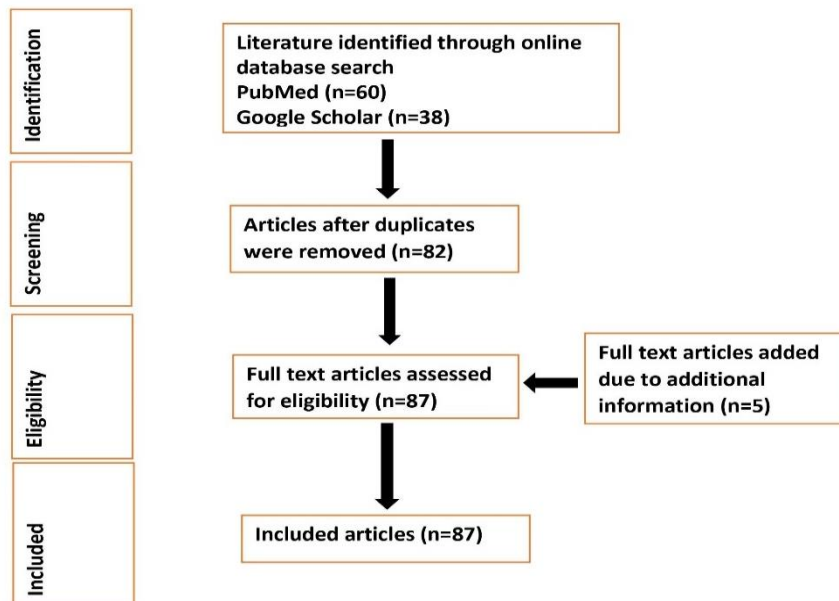 Identification
Literature identified through online
database search
PubMed (n=60)
Google Scholar (n=38)
Screening
Articles after duplicates
were removed (n=82)
Eligibility
Full text articles assessed
for eligibility (n=87)
Full text articles added
due to additional
information (n=5)
Included
Included articles (n=87)